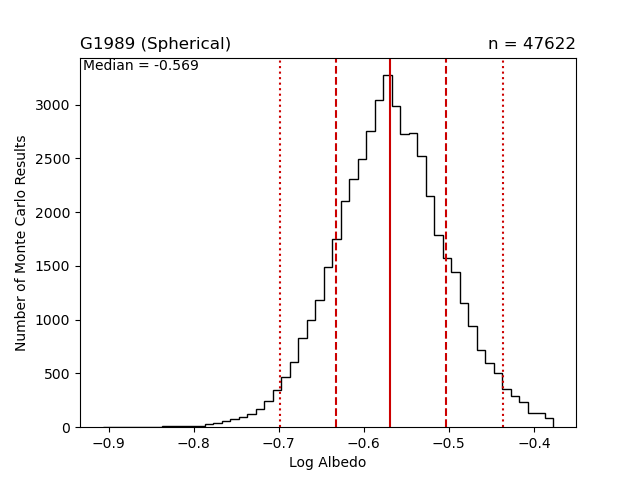 G1989 (Spherical)
n = 47622
Median = -0.569
3000
2500
2000
1500
1000
500
0
Number of Monte Carlo Results
−0.9
−0.8
−0.7
−0.6
−0.5
−0.4
Log Albedo